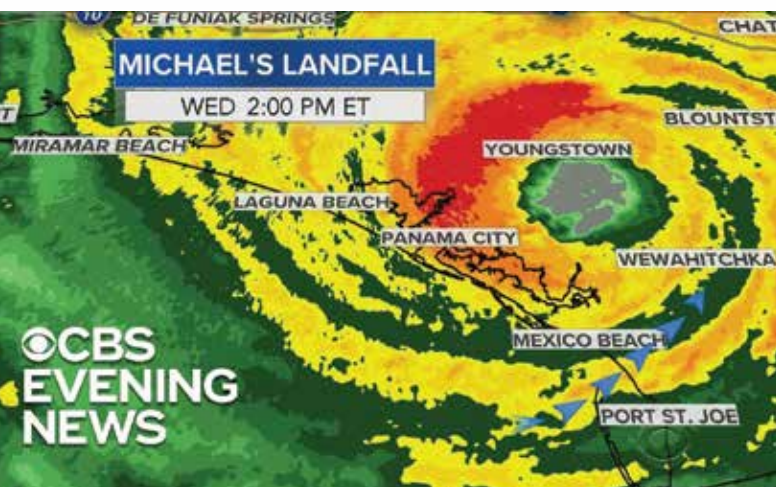 10
DE FUNIAK SPRINGS
CHAT
MICHAEL'S LANDFALL
WED 2:00 PM ET
T
BLOUNTST
MIRAMAR BEACH
YOUNGSTOWN
LAGUNA BEACH
PANAMA CITY
WEWAHITCHKA
MEXICO BEACH
CBS
EVENING
NEWS
PORT ST. JOE